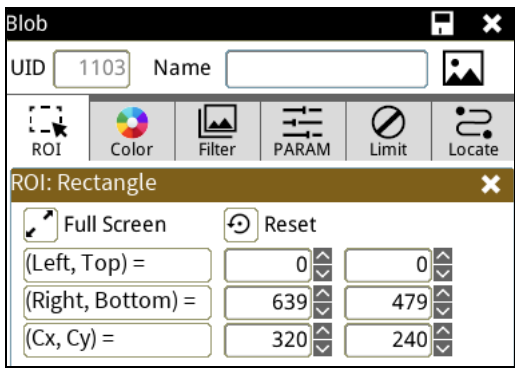 Blob
UID 1103 Name
ROI Color Filter PARAM Limit Locate
ROI: Rectangle
Full Screen Reset
(Left, Top) = 0 0
(Right, Bottom) = 639 479
(Cx, Cy) = 320 240